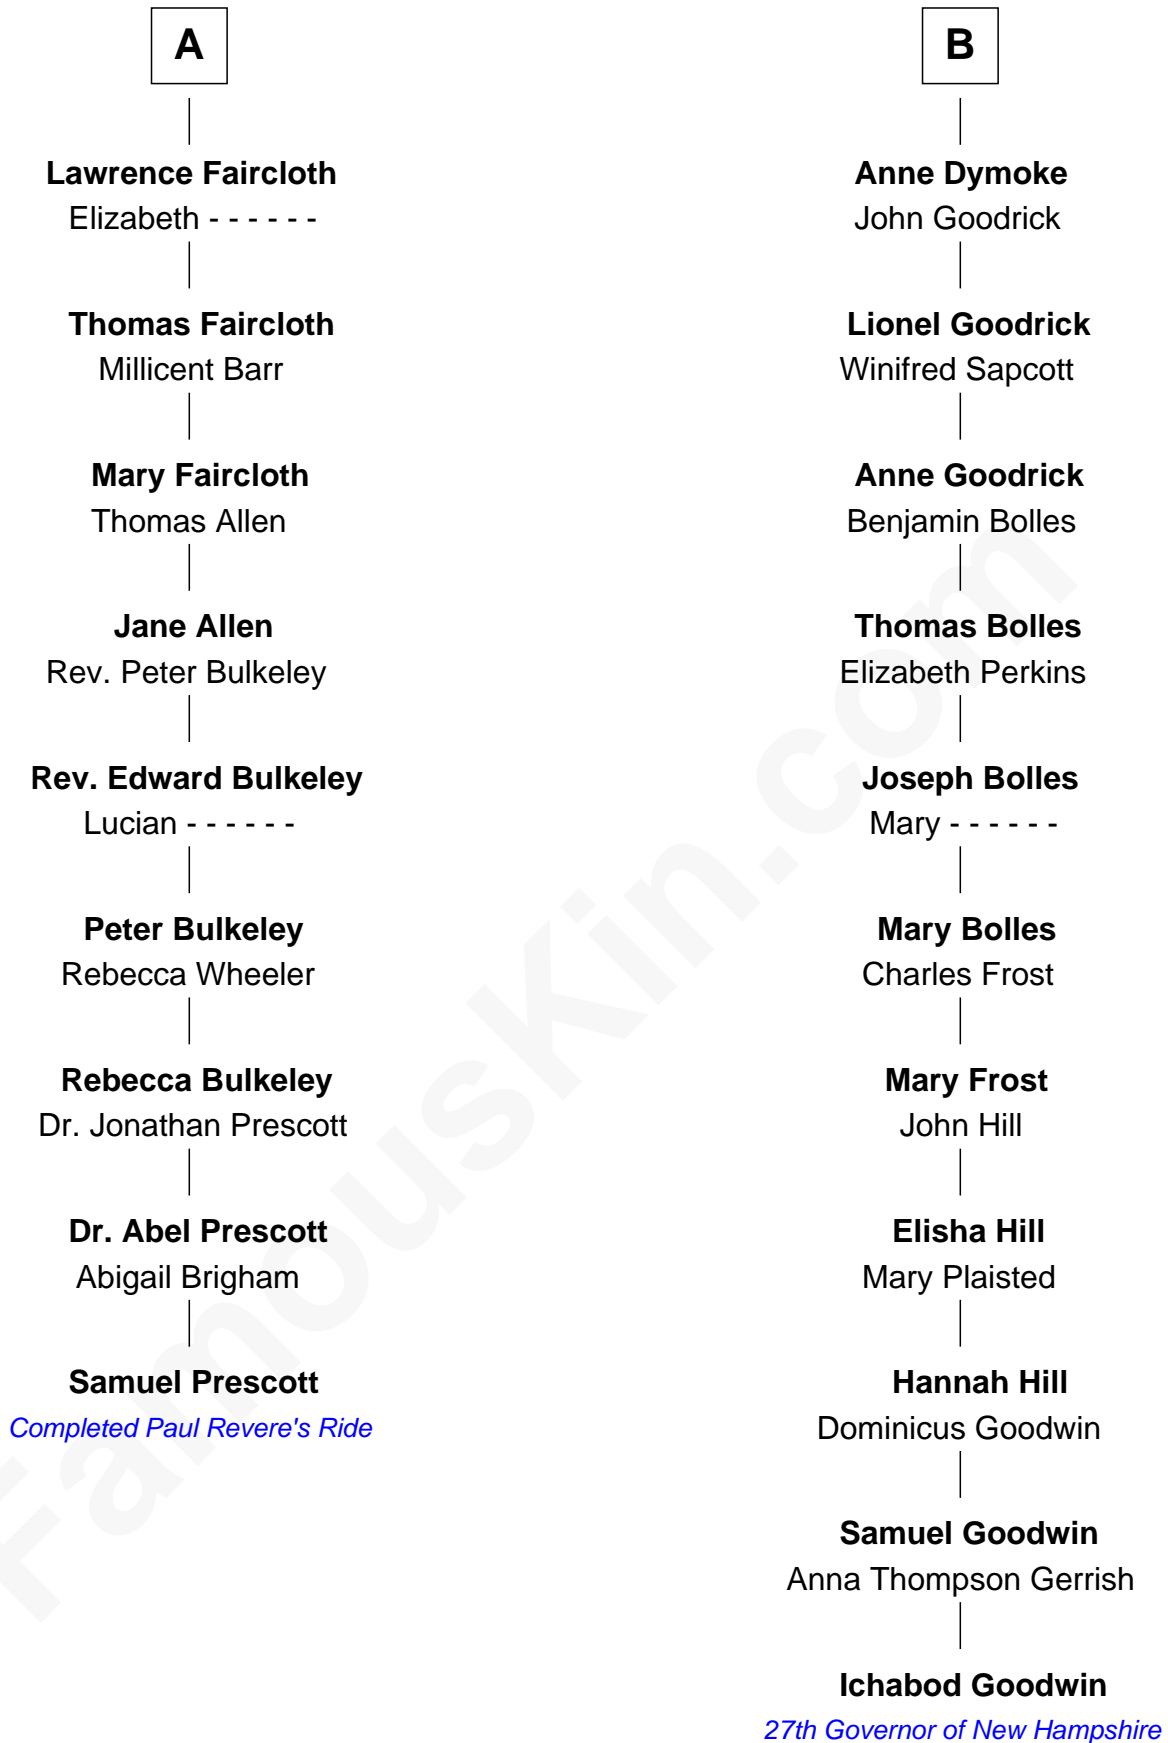 A
Lawrence Faircloth
Elizabeth - - - - - -
Thomas Faircloth
Millicent Barr
Mary Faircloth
Thomas Allen
Jane Allen
Rev. Peter Bulkeley
Rev. Edward Bulkeley
Lucian - - - - - -
Peter Bulkeley
Rebecca Wheeler
Rebecca Bulkeley
Dr. Jonathan Prescott
Dr. Abel Prescott
Abigail Brigham
Samuel Prescott
Completed Paul Revere's Ride
B
Anne Dymoke
John Goodrick
Lionel Goodrick
Winifred Sapcott
Anne Goodrick
Benjamin Bolles
Thomas Bolles
Elizabeth Perkins
Joseph Bolles
Mary - - - - - -
Mary Bolles
Charles Frost
Mary Frost
John Hill
Elisha Hill
Mary Plaisted
Hannah Hill
Dominicus Goodwin
Samuel Goodwin
Anna Thompson Gerrish
Ichabod Goodwin
27th Governor of New Hampshire
FamousKin.com